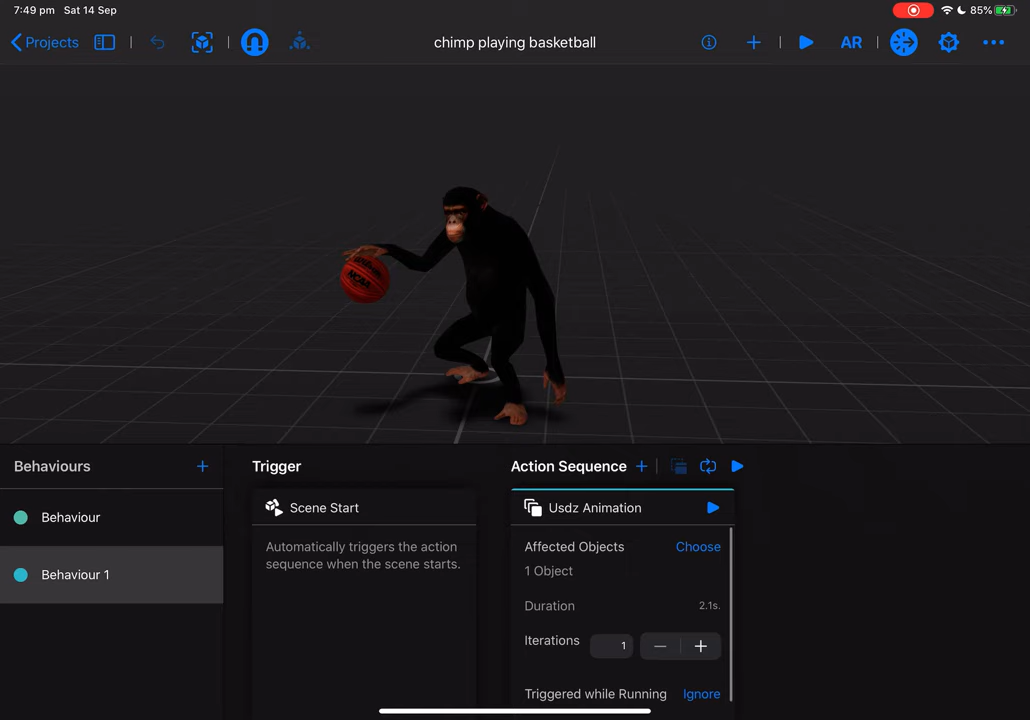 7:49 pm Sat 14 Sep
85%
Projects
chimp playing basketball
AR
Wilson
NCAA
Behaviours
Trigger
Action Sequence
Behaviour
Behaviour 1
Scene Start
Automatically triggers the action
sequence when the scene starts.
Usdz Animation
Affected Objects Choose
1 Object
Duration 2.1s.
Iterations 1
Triggered while Running Ignore